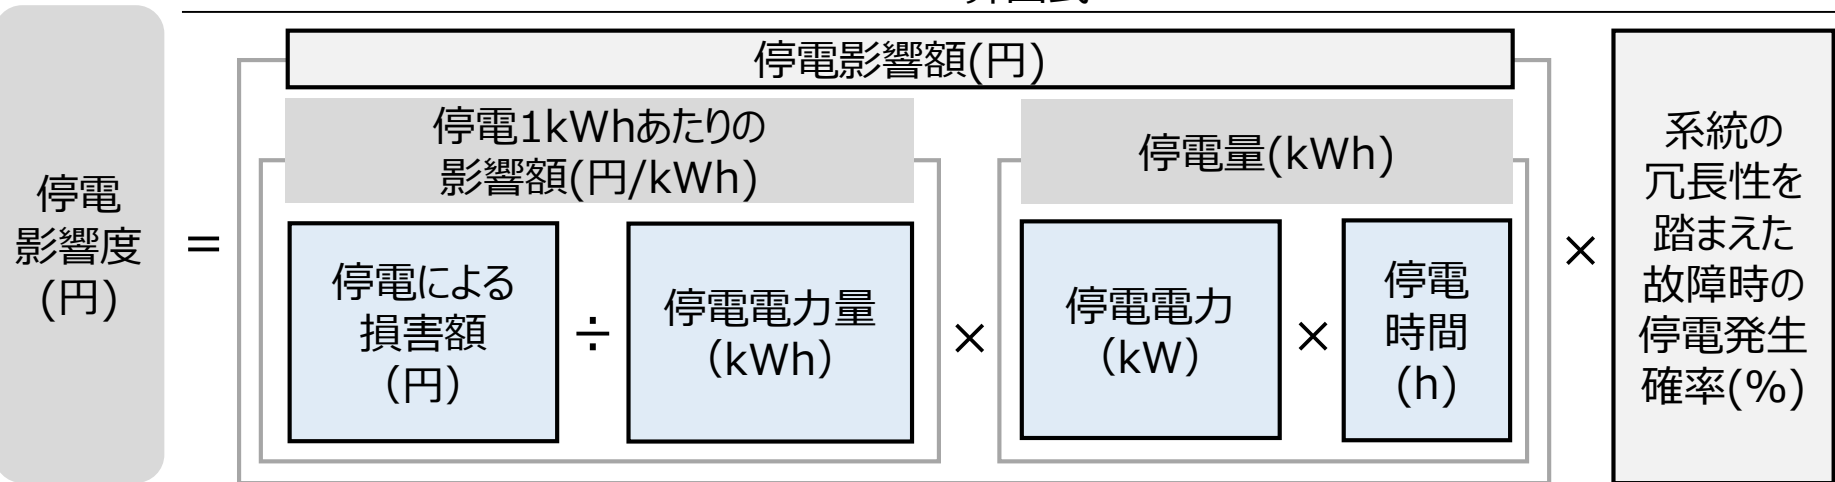 停電
影響度
(円)
＝
停電影響額(円)
停電1kWhあたりの
影響額(円/kWh)
停電による
損害額
（円）
÷
停電電力量
（kWh）
×
停電量(kWh)
停電電力
（kW）
×
停電
時間
(h)
×
系統の
冗長性を
踏まえた
故障時の
停電発生
確率(%)